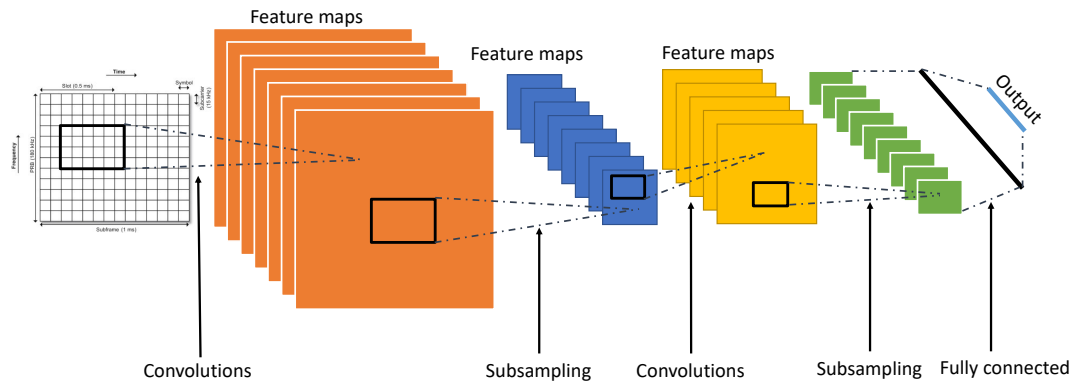 Feature maps
Feature maps
Feature maps
Time
Symbol
Slot (0.5 ms)
Subcarrier
(15 kHz)
Frequency
PRB (180 kHz)
Subframe (1 ms)
Output
Convolutions
Subsampling
Convolutions
Subsampling
Fully connected